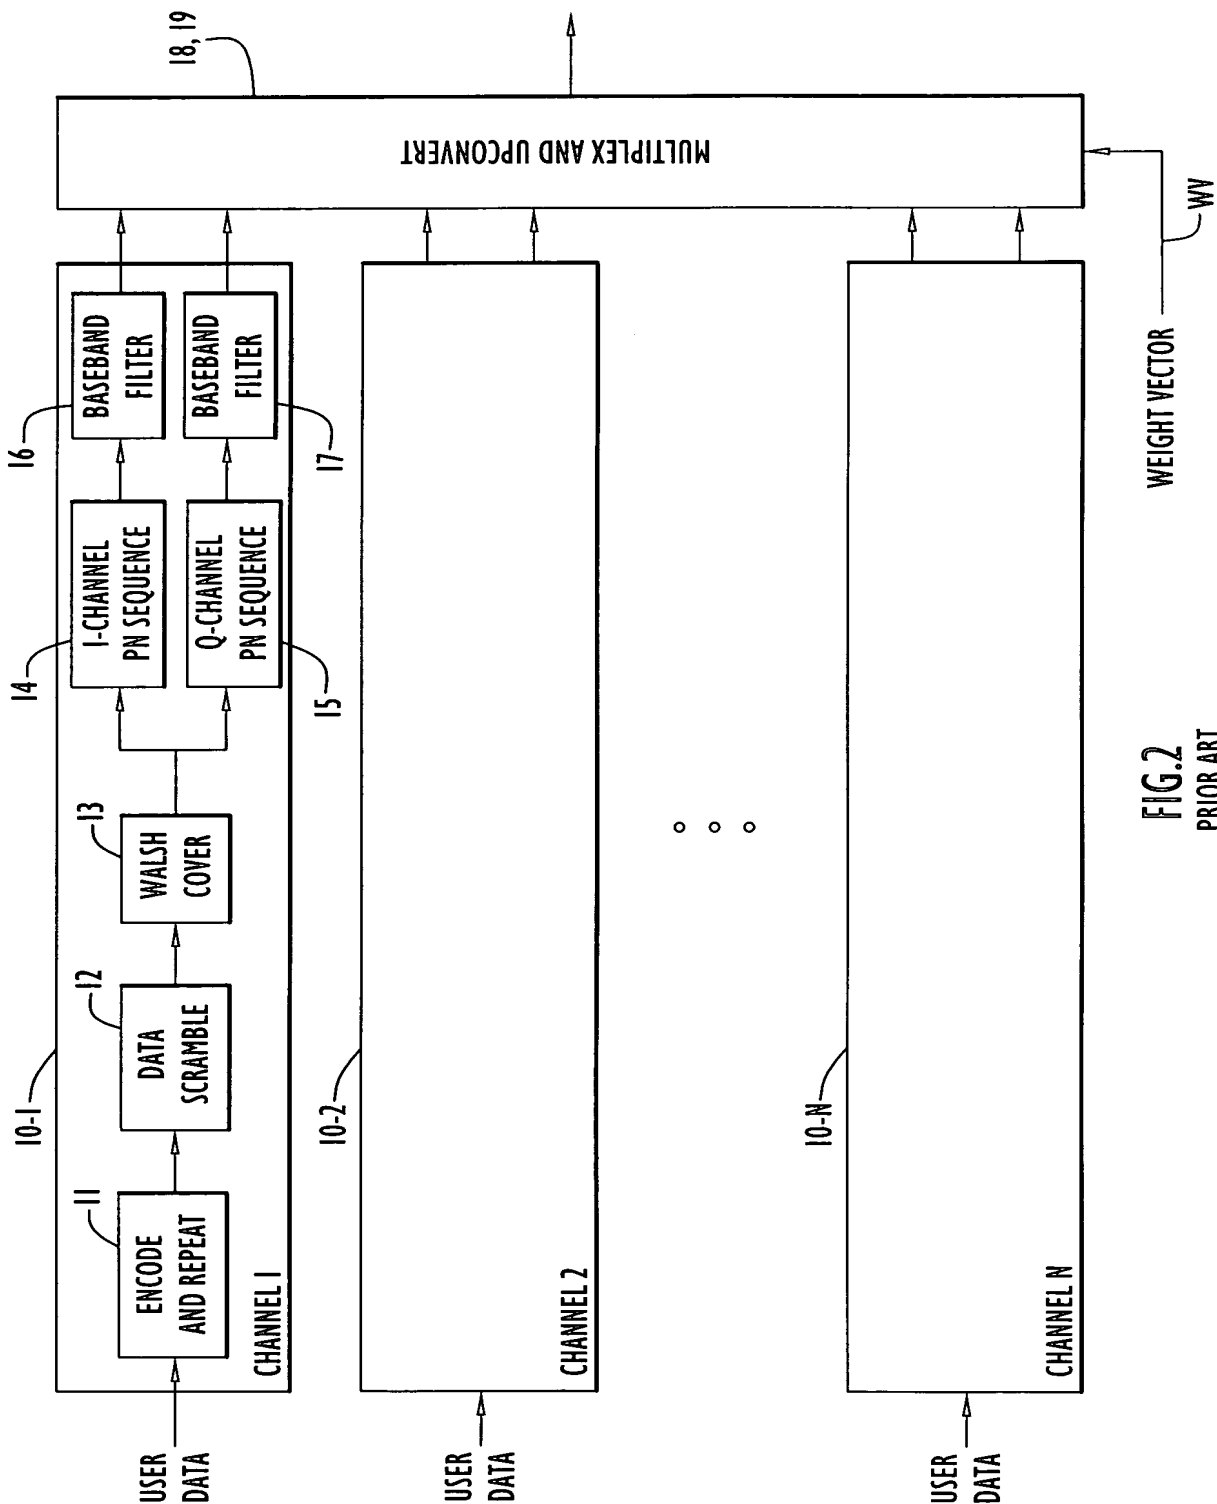 10-1
USER
DATA
11
ENCODE
AND REPEAT
12
DATA
SCRAMBLE
13
WALSH
COVER
14
I-CHANNEL
PN SEQUENCE
16
BASEBAND
FILTER
Q-CHANNEL
PN SEQUENCE
15
BASEBAND
FILTER
17
CHANNEL 1
18, 19
MULTIPLEX AND UPCONVERT
10-2
USER
DATA
CHANNEL 2
10-N
USER
DATA
CHANNEL N
WEIGHT VECTOR
WV
FIG.2
PRIOR ART